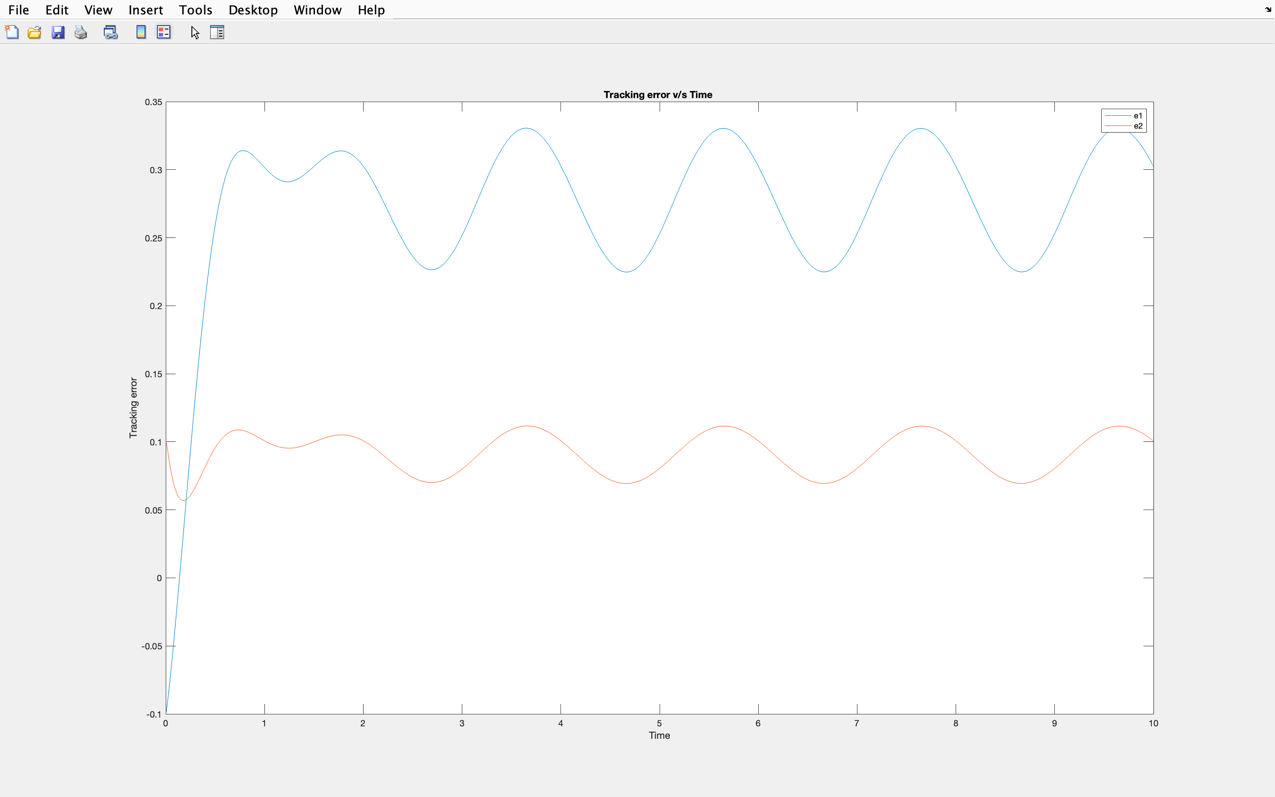 File Edit View Insert Tools Desktop Window Help
Tracking error v/s Time
e1
e2
0.35
0.3
0.25
0.2
0.15
0.1
0.05
0
-0.05
-0.1
Tracking error
0 1 2 3 4 5 6 7 8 9 10
Time